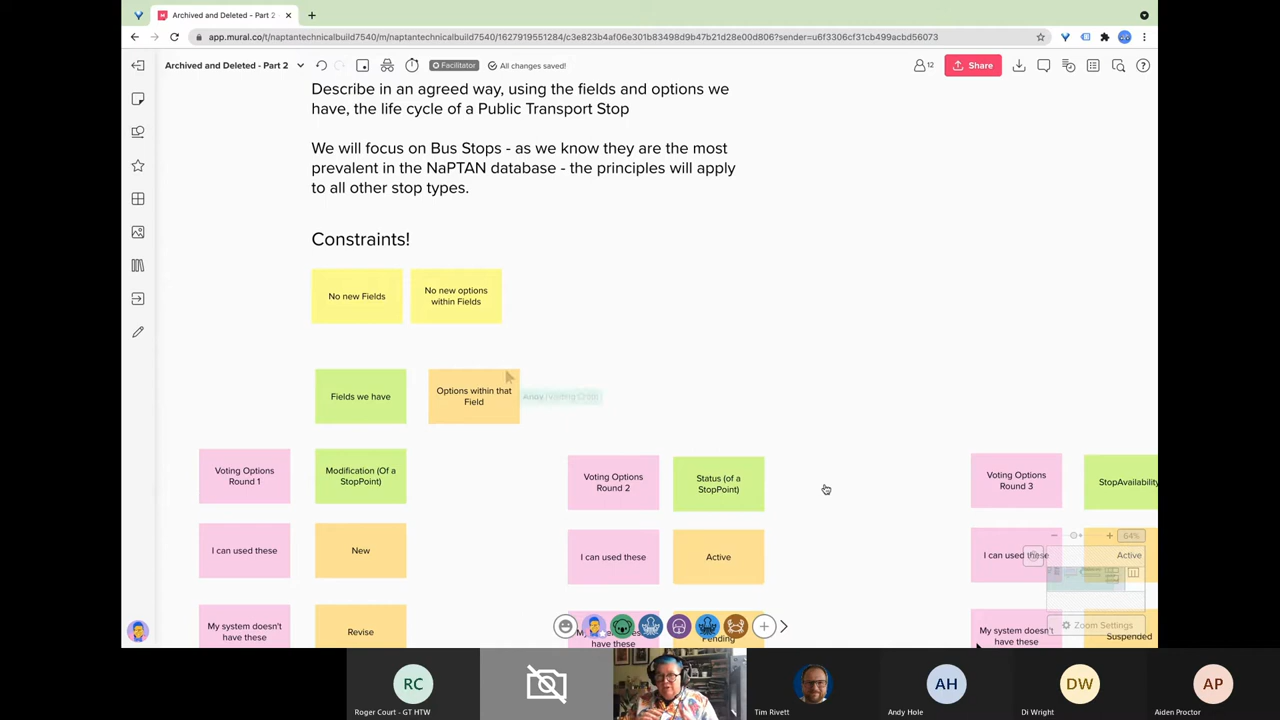 Archived and Deleted - Part 2
app.mural.co/t/naptantechnicalbuild7540/m/naptantechnicalbuild7540/1627919551284/c3e823b4af06e301b83498d9b47b21d28e00d806?sender=u6f3306cf31cb499acbd56073
Archived and Deleted - Part 2
Facilitator
All changes saved!
12
Share
Describe in an agreed way, using the fields and options we
have, the life cycle of a Public Transport Stop
We will focus on Bus Stops - as we know they are the most
prevalent in the NaPTAN database - the principles will apply
to all other stop types.
Constraints!
No new Fields
No new options
within Fields
Fields we have
Options within that
Field
Andy
Voting Options
Round 1
Modification (Of a
StopPoint)
Voting Options
Round 2
Status (of a
StopPoint)
Voting Options
Round 3
StopAvailability
I can used these
New
I can used these
Active
I can used these
Active
64%
My system doesn't
have these
Revise
have these
Pending
My system doesn't
have these
Suspended
Zoom Settings
RC
Roger Court - GT HTW
Tim Rivett
AH
Andy Hole
DW
Di Wright
AP
Aiden Proctor